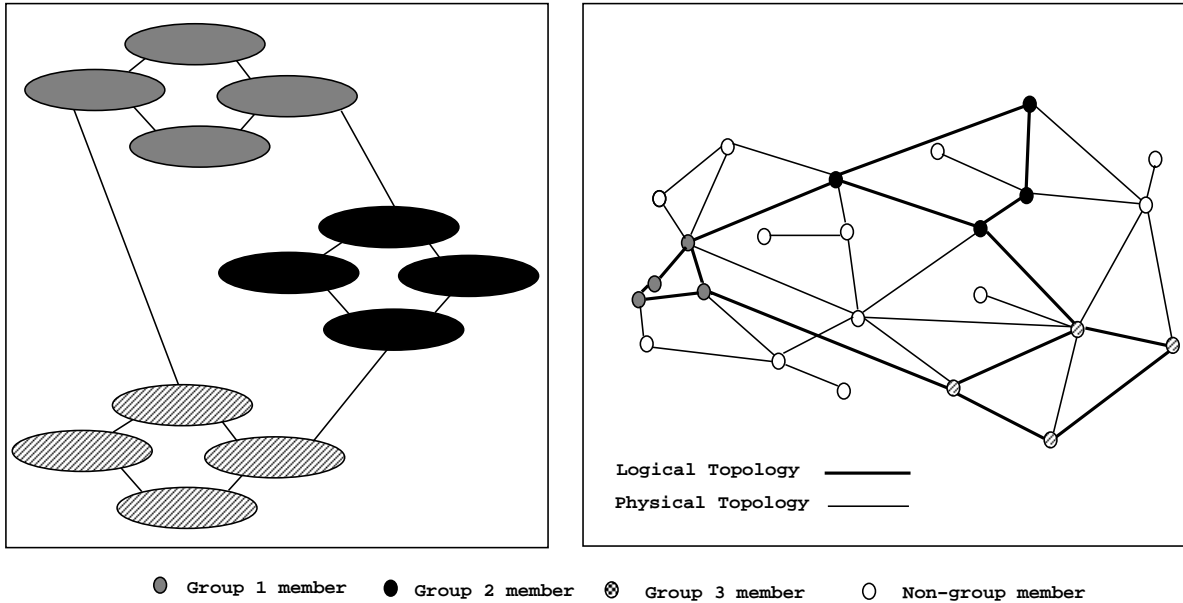 Logical Topology
Physical Topology
Group 1 member
Group 2 member
Group 3 member
Non-group member